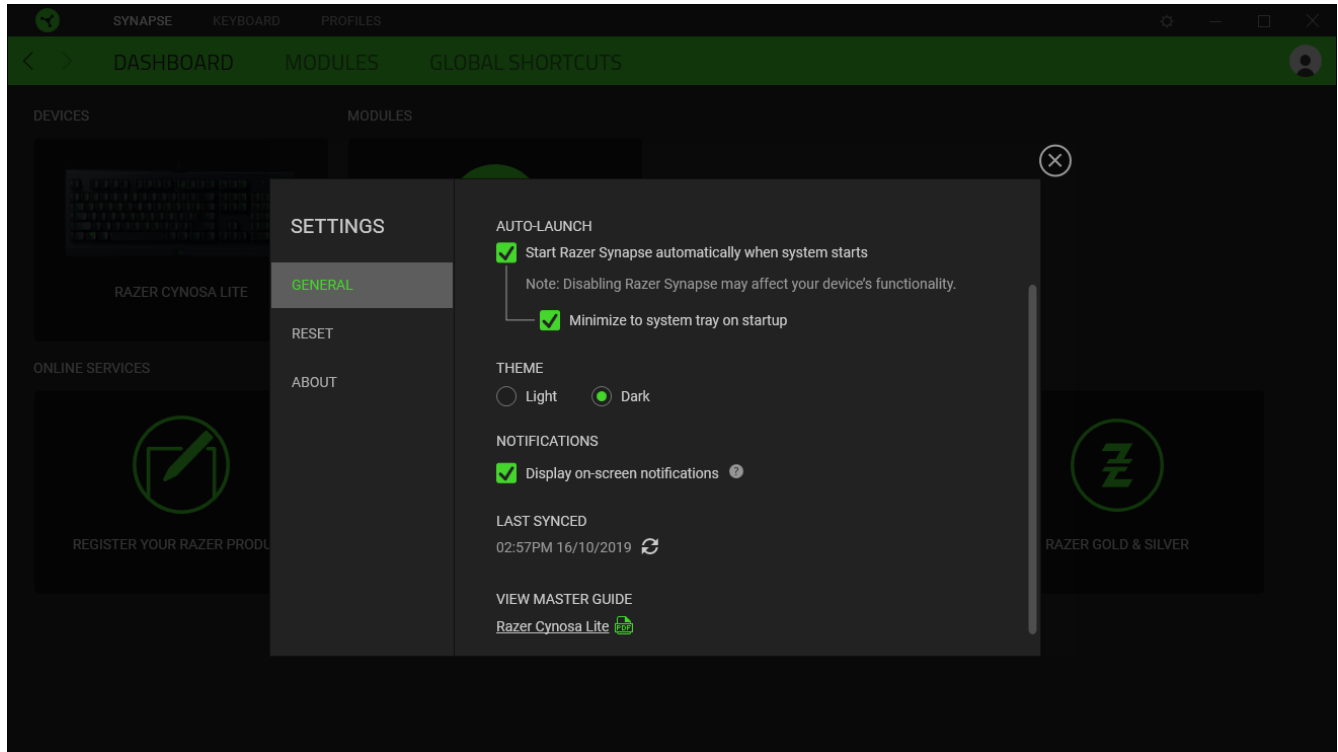 SYNAPSE KEYBOARD PROFILES
DASHBOARD MODULES GLOBAL SHORTCUTS
DEVICES MODULES
RAZER CYNOSA LITE
ONLINE SERVICES
REGISTER YOUR RAZER PRODU
RAZER GOLD & SILVER
SETTINGS
GENERAL
RESET
ABOUT
AUTO-LAUNCH
Start Razer Synapse automatically when system starts
Note: Disabling Razer Synapse may affect your device's functionality.
Minimize to system tray on startup
THEME
Light Dark
NOTIFICATIONS
Display on-screen notifications ?
LAST SYNCED
02:57PM 16/10/2019
VIEW MASTER GUIDE
Razer Cynosa Lite PDF